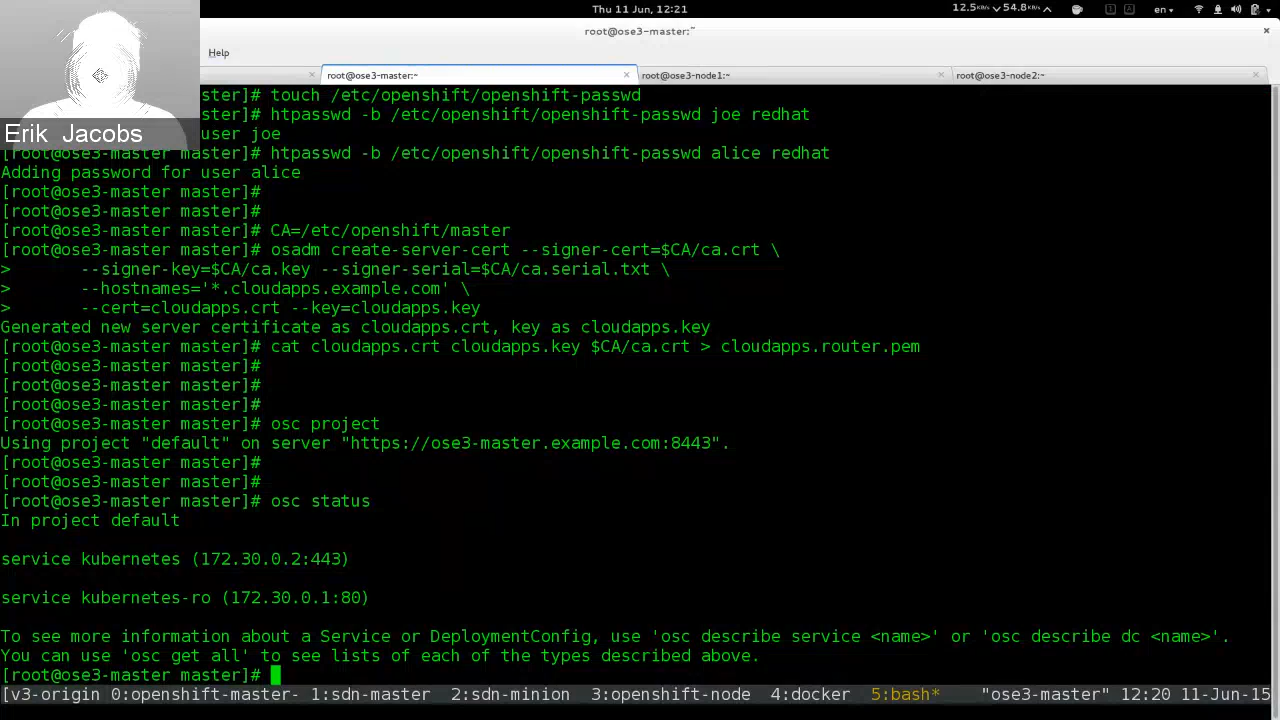 Thu 11 Jun, 12:21
12.5KB/s
54.8KB/s
en
root@ose3-master:~
Help
root@ose3-master:~
root@ose3-node1:~
root@ose3-node2:~
Erik Jacobs
ster]# touch /etc/openshift/openshift-passwd
master]# htpasswd -b /etc/openshift/openshift-passwd joe redhat
user joe
[root@ose3-master master]# htpasswd -b /etc/openshift/openshift-passwd alice redhat
Adding password for user alice
[root@ose3-master master]#
[root@ose3-master master]#
[root@ose3-master master]# CA=/etc/openshift/master
[root@ose3-master master]# osadm create-server-cert --signer-cert=$CA/ca.crt \
> --signer-key=$CA/ca.key --signer-serial=$CA/ca.serial.txt \
> --hostnames='*.cloudapps.example.com' \
> --cert=cloudapps.crt --key=cloudapps.key
Generated new server certificate as cloudapps.crt, key as cloudapps.key
[root@ose3-master master]# cat cloudapps.crt cloudapps.key $CA/ca.crt > cloudapps.router.pem
[root@ose3-master master]#
[root@ose3-master master]#
[root@ose3-master master]#
[root@ose3-master master]# osc project
Using project "default" on server "https://ose3-master.example.com:8443".
[root@ose3-master master]#
[root@ose3-master master]#
[root@ose3-master master]# osc status
In project default
service kubernetes (172.30.0.2:443)
service kubernetes-ro (172.30.0.1:80)
To see more information about a Service or DeploymentConfig, use 'osc describe service <name>' or 'osc describe dc <name>'.
You can use 'osc get all' to see lists of each of the types described above.
[root@ose3-master master]#
[v3-origin 0:openshift-master- 1:sdn-master 2:sdn-minion 3:openshift-node 4:docker 5:bash* "ose3-master" 12:20 11-Jun-15